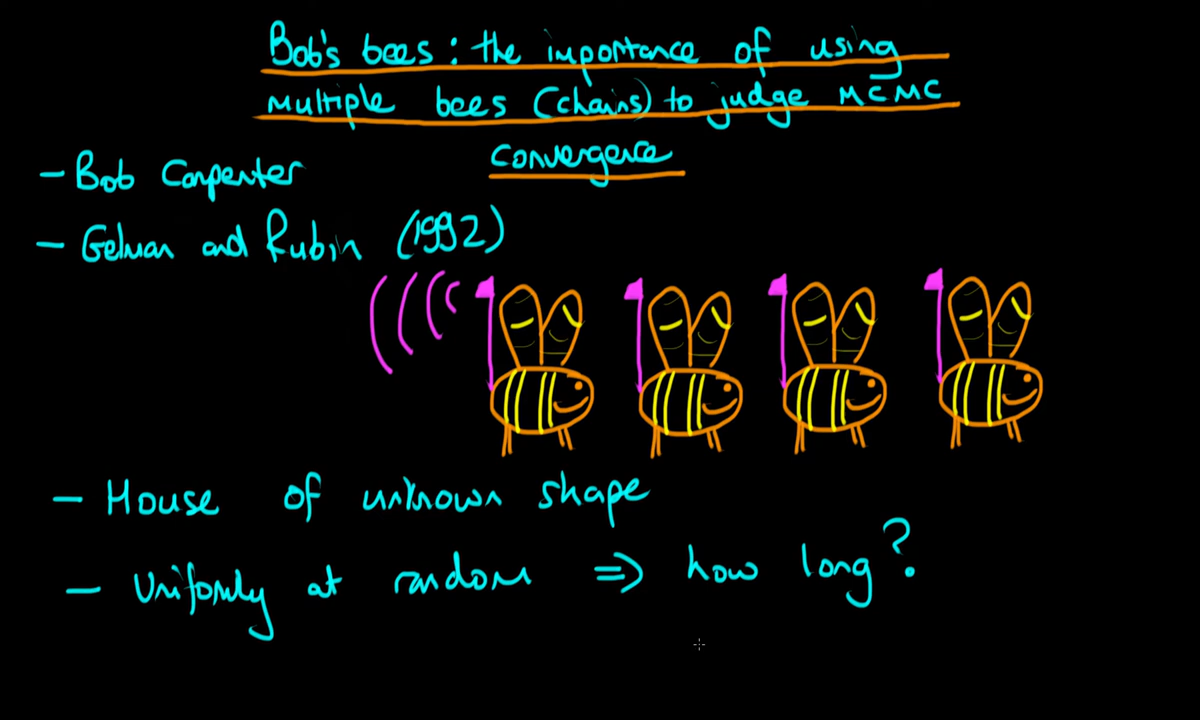 Bob's bees: the importance of using
multiple bees (chains) to judge MCMC
convergence
- Bob Carpenter
- Gelman and Rubin (1992)
- House of unknown shape
- Uniformly at random => how long?